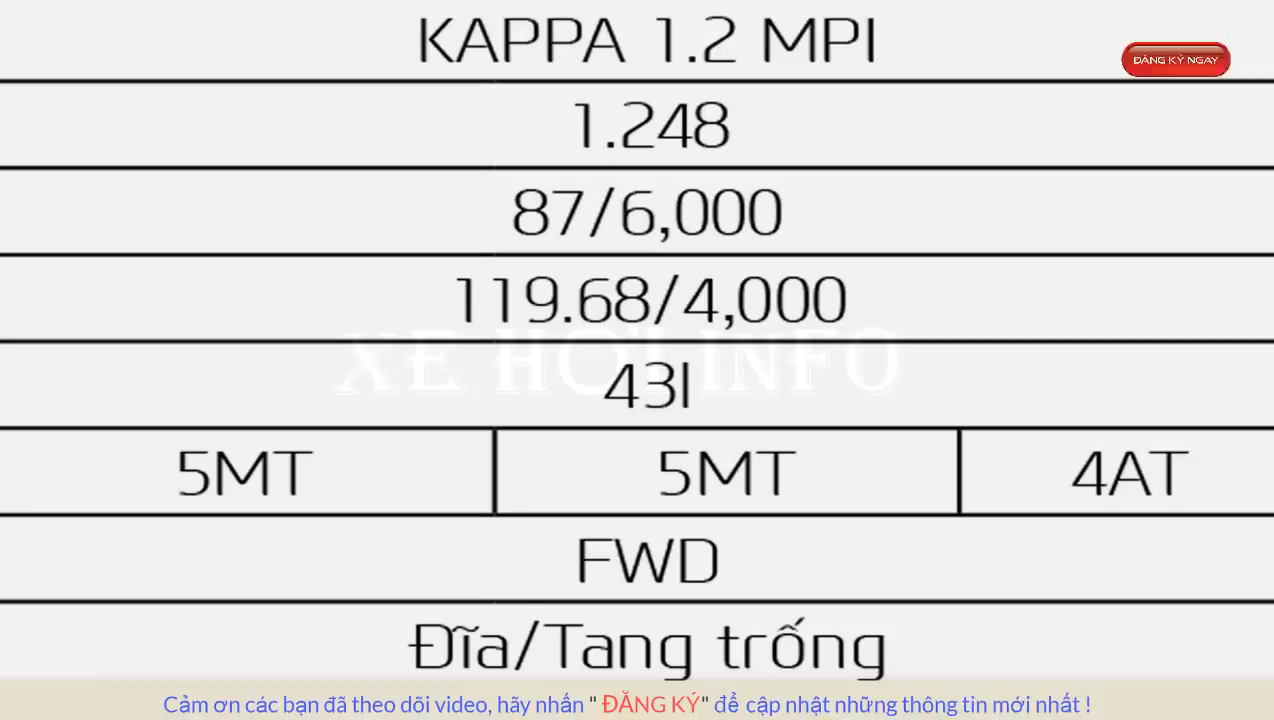 KAPPA 1.2 MPI
ĐĂNG KÝ NGAY
1.248
87/6,000
119.68/4,000
XE HƠI INFO
43l
5MT 5MT 4AT
FWD
Đĩa/Tang trống
Cảm ơn các bạn đã theo dõi video, hãy nhấn " ĐĂNG KÝ" để cập nhật những thông tin mới nhất !